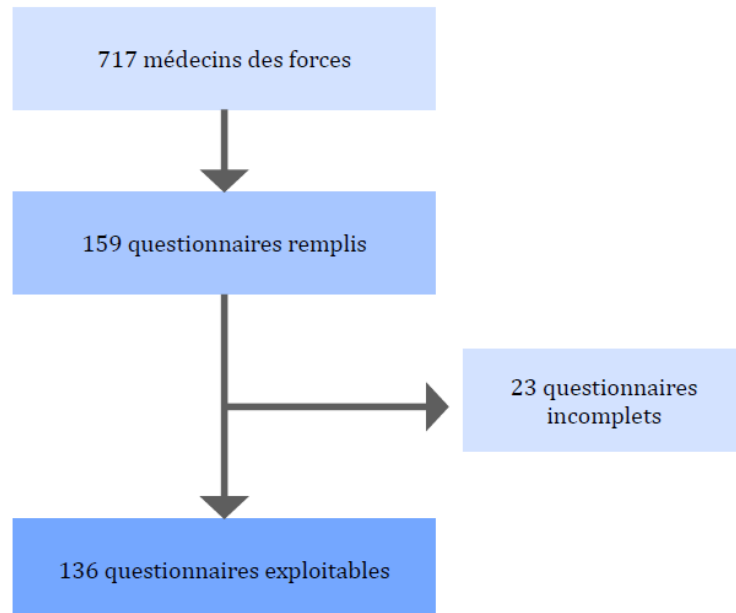 717 médecins des forces
159 questionnaires remplis
23 questionnaires
incomplets
136 questionnaires exploitables